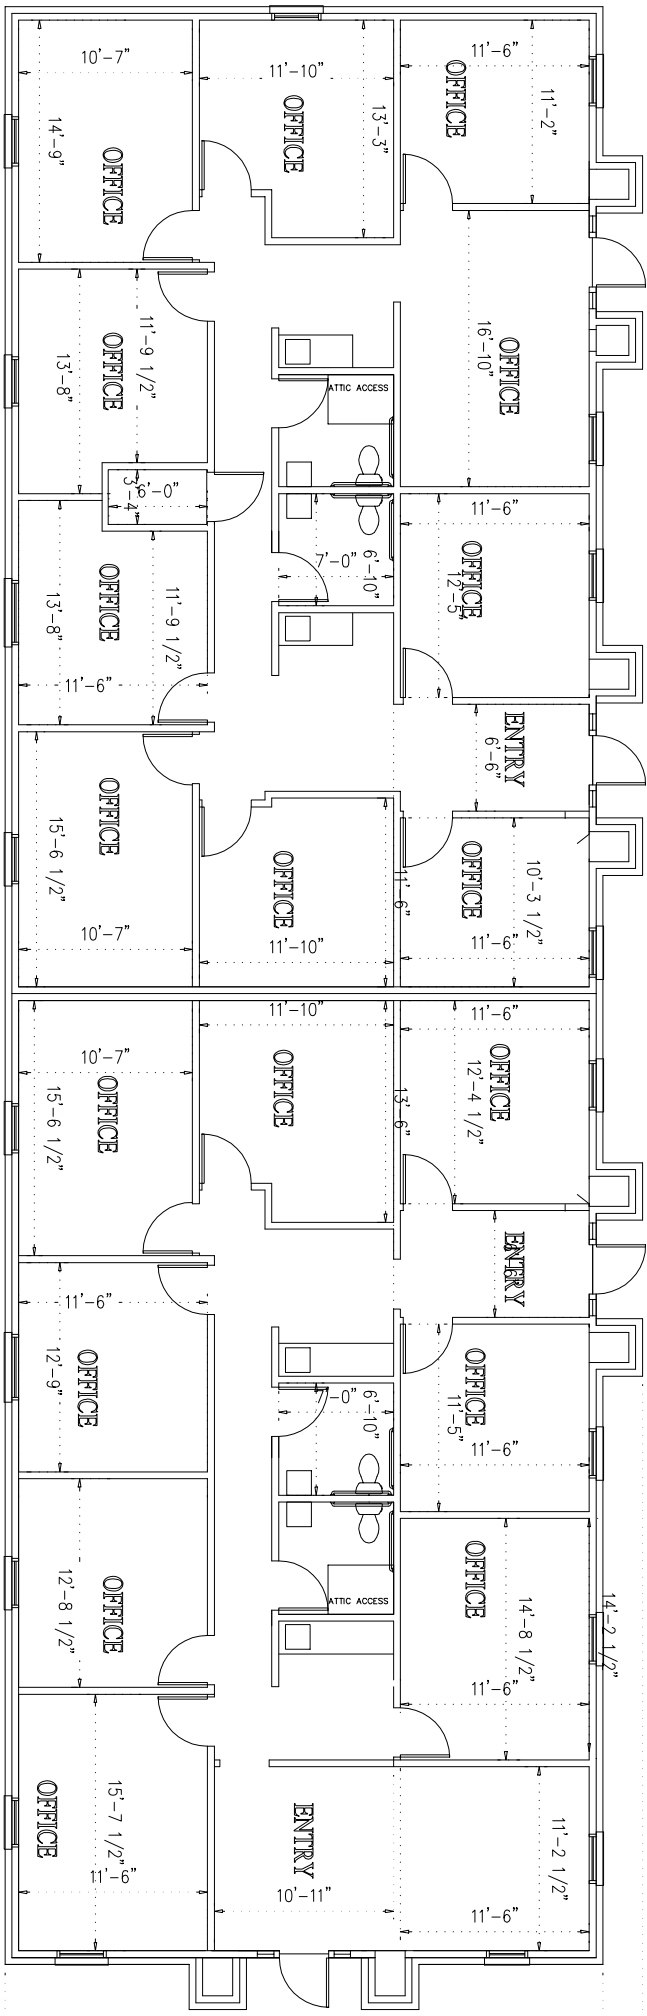 10'-7"
11'-10"
11'-6"
OFFICE
OFFICE
OFFICE
14'-9"
13'-3"
11'-2"
11'-9 1/2"
OFFICE
13'-8"
16'-10"
OFFICE
ATTIC ACCESS
6'-0"
3'-4"
11'-6"
OFFICE
12'-5"
7'-0"
6'-10"
OFFICE
13'-8"
11'-9 1/2"
11'-6"
ENTRY
6'-6"
OFFICE
15'-6 1/2"
10'-7"
OFFICE
11'-10"
11'-6"
OFFICE
10'-3 1/2"
11'-6"
11'-10"
11'-6"
10'-7"
OFFICE
15'-6 1/2"
OFFICE
13'-6"
OFFICE
12'-4 1/2"
ENTRY
11'-6"
OFFICE
12'-9"
OFFICE
11'-5"
11'-6"
7'-0"
6'-10"
OFFICE
12'-8 1/2"
ATTIC ACCESS
OFFICE
14'-8 1/2"
14'-2 1/2"
11'-6"
OFFICE
15'-7 1/2"
11'-6"
ENTRY
10'-11"
11'-2 1/2"
11'-6"